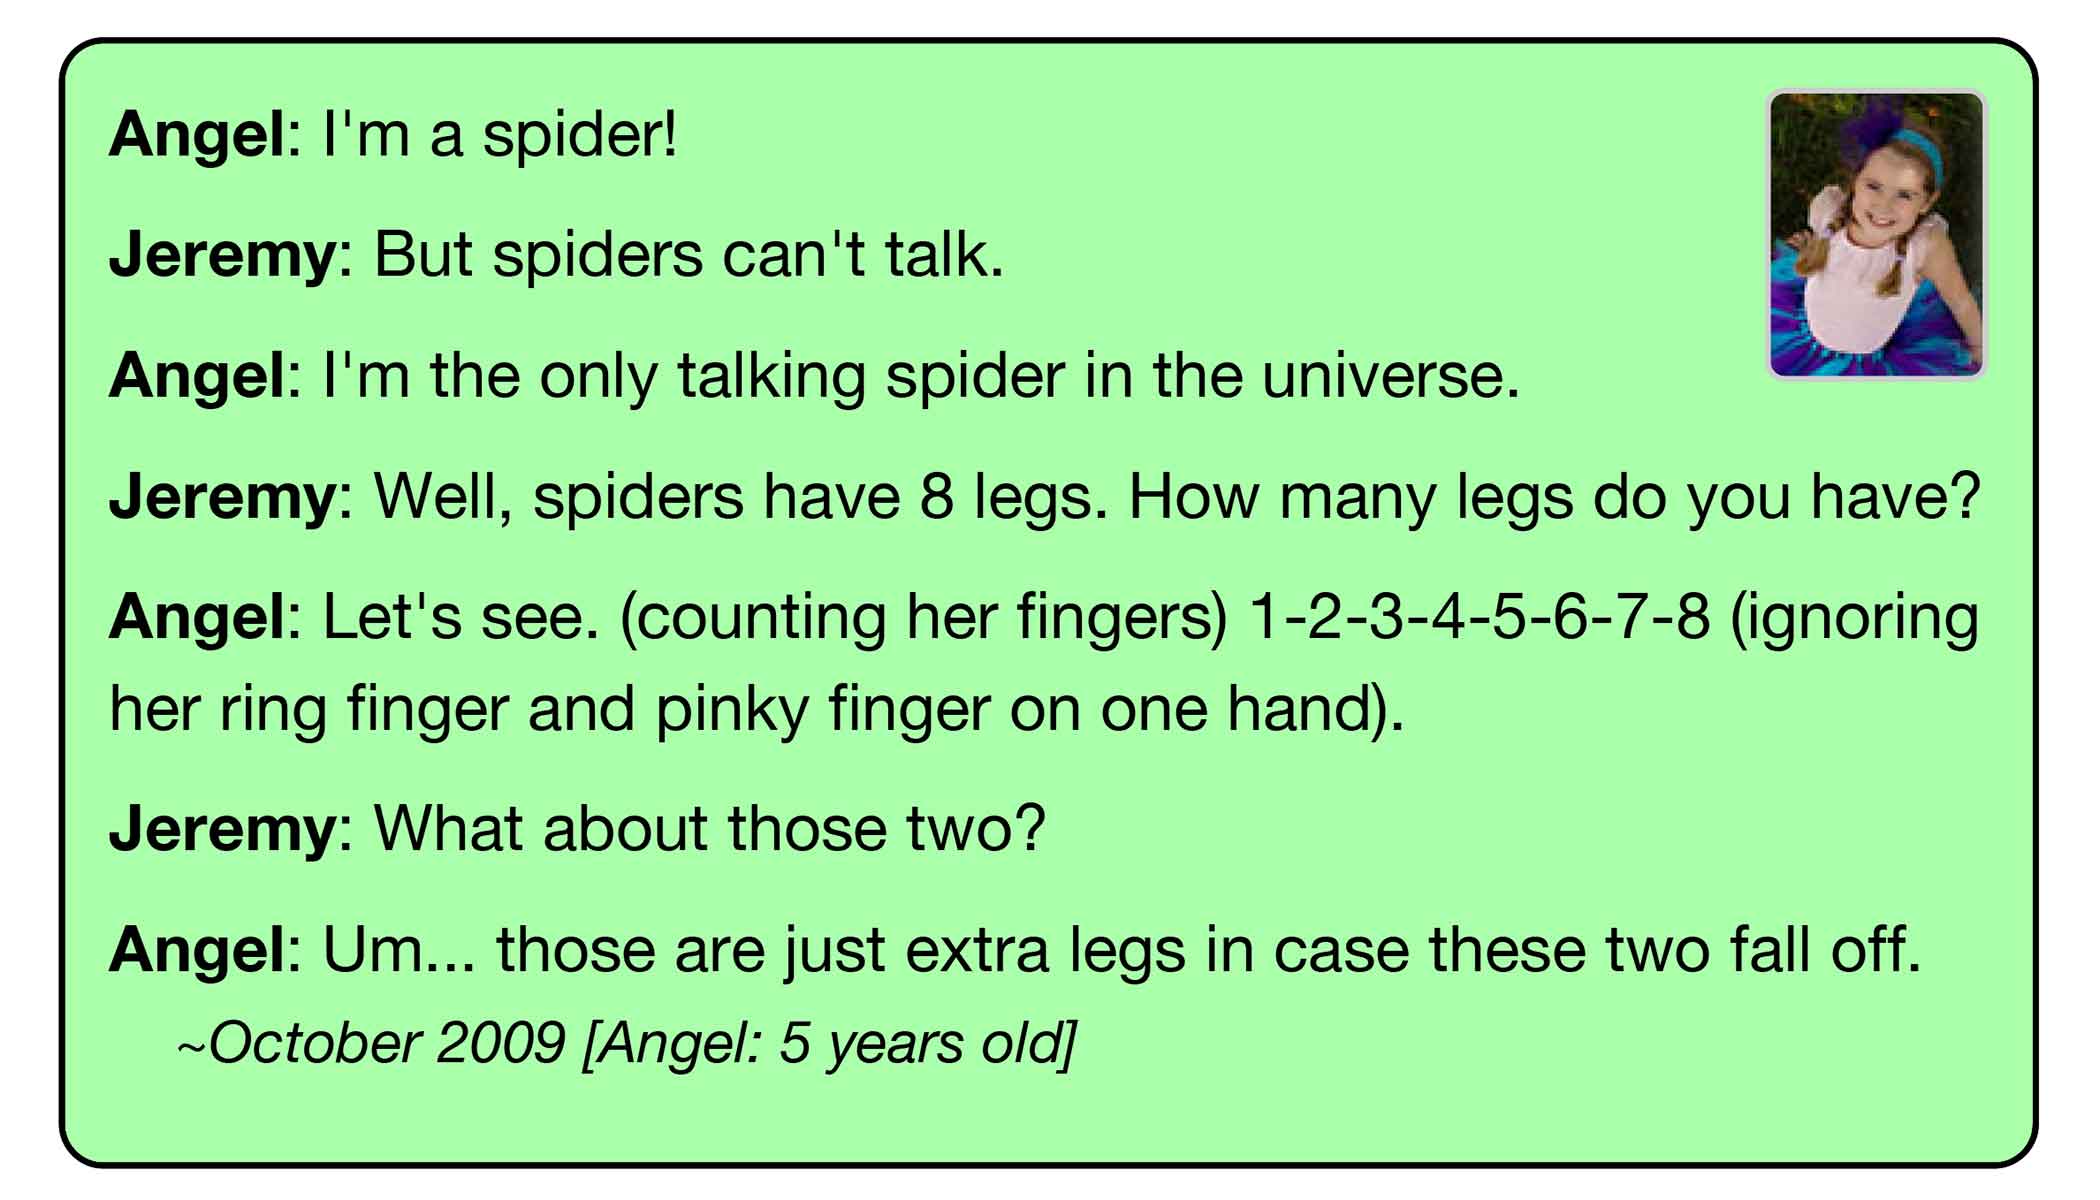 Angel: I'm a spider!
Jeremy: But spiders can't talk.
Angel: I'm the only talking spider in the universe.
Jeremy: Well, spiders have 8 legs. How many legs do you have?
Angel: Let's see. (counting her fingers) 1-2-3-4-5-6-7-8 (ignoring
her ring finger and pinky finger on one hand).
Jeremy: What about those two?
Angel: Um... those are just extra legs in case these two fall off.
~October 2009 [Angel: 5 years old]